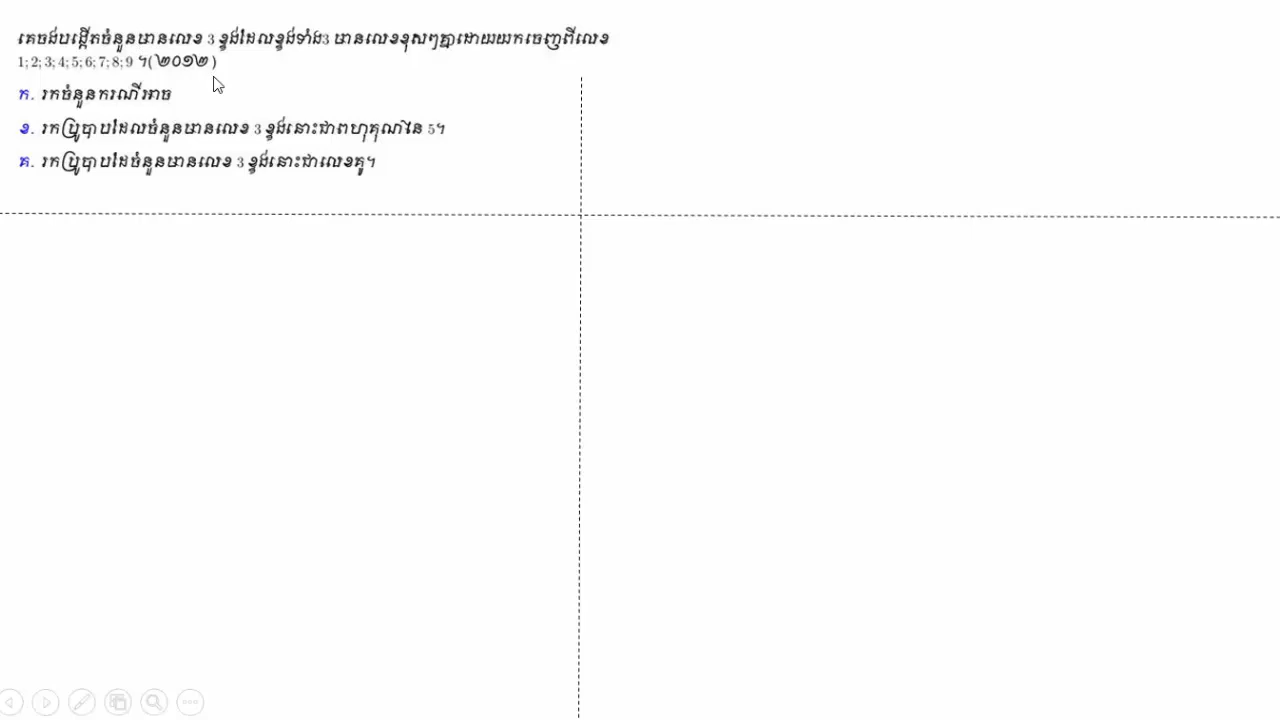 គេចង់បង្កើតចំនួនមានលេខ 3 ខ្ទង់ដែលខ្ទង់ទាំង3 មានលេខខុសៗគ្នាដោយយកចេញពីលេខ
1; 2; 3; 4; 5; 6; 7; 8; 9 ។(២០១២)
ក. រកចំនួនករណីអាច
ខ. រកប្រូបាបដែលចំនួនមានលេខ 3 ខ្ទង់នោះជាពហុគុណនៃ 5។
គ. រកប្រូបាបដែចំនួនមានលេខ 3 ខ្ទង់នោះជាលេខគូ។